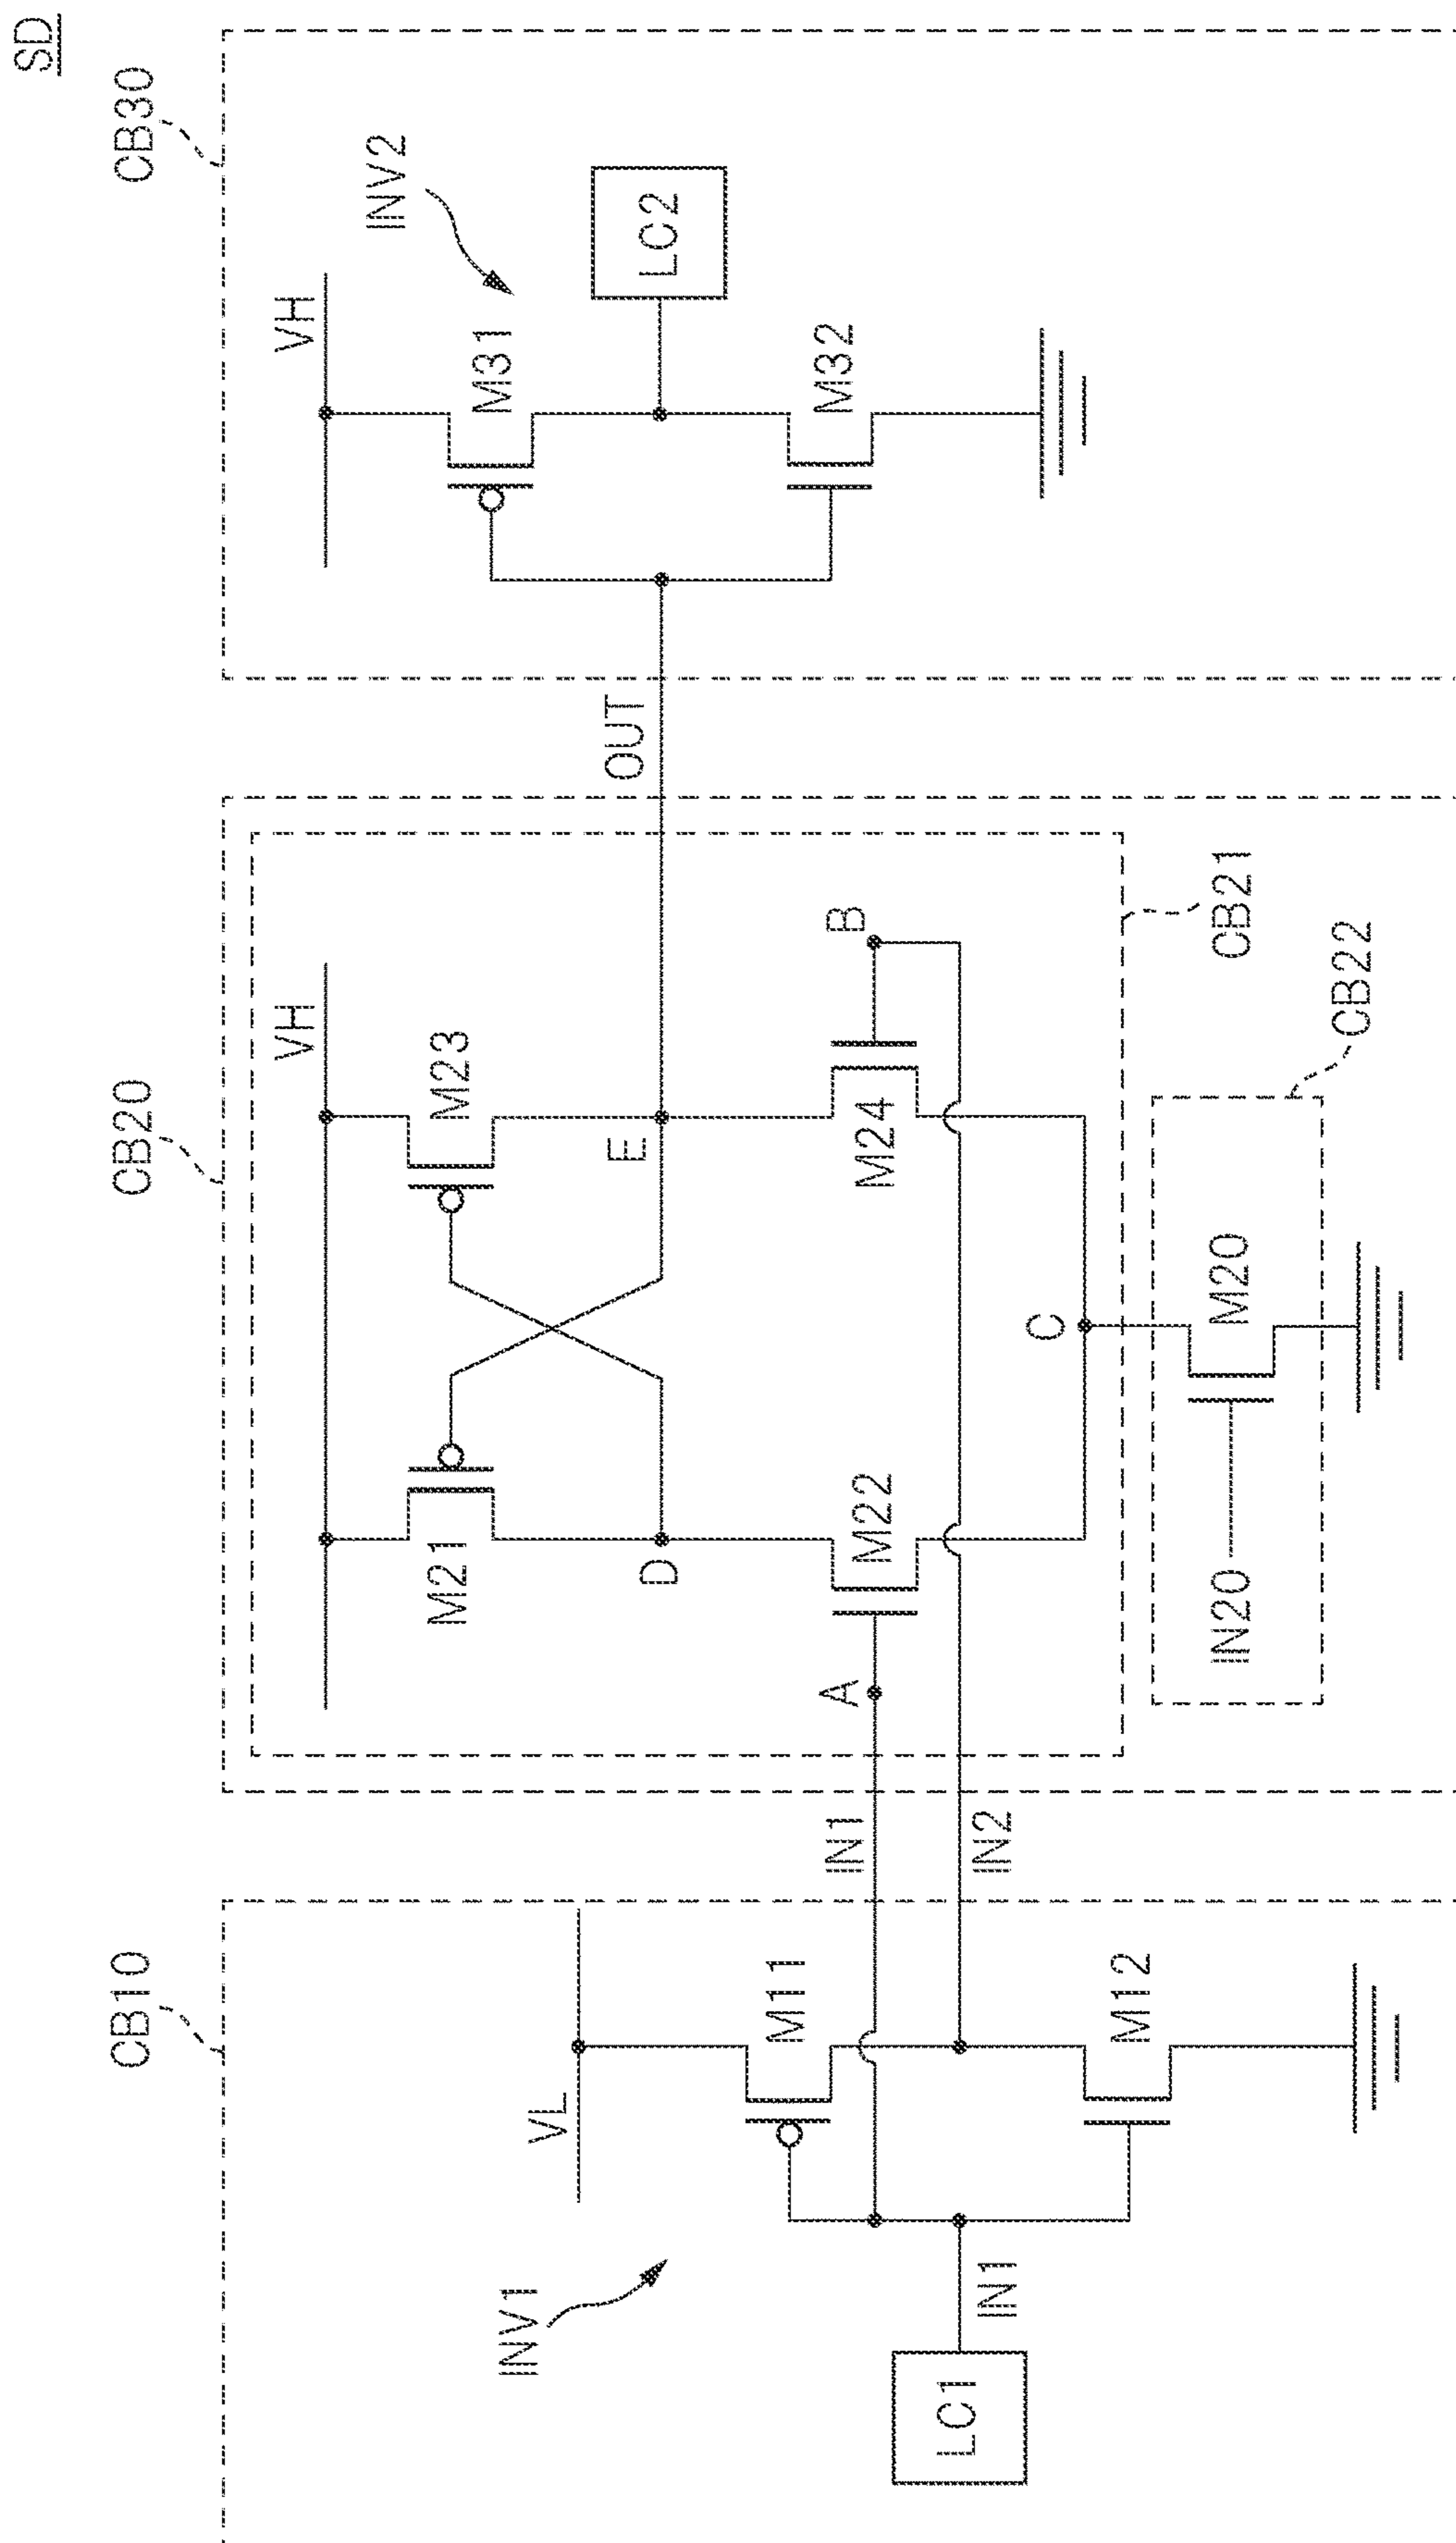 SD
CB10
CB20
CB30
VL
INV1
M11
M12
LC1
IN1
IN1
IN2
VH
M21
M23
D
E
A
M22
M24
B
C
CB21
IN20
M20
CB22
OUT
VH
INV2
M31
LC2
M32